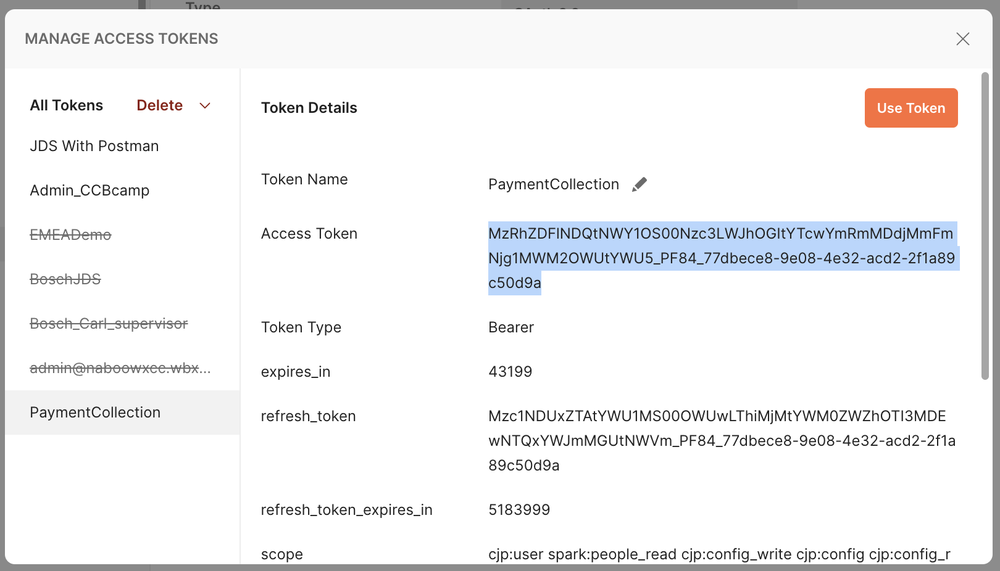 Type
MANAGE ACCESS TOKENS
All Tokens
Delete
JDS With Postman
Admin_CCBcamp
EMEADemo
BoschJDS
Bosch_Carl_supervisor
admin@naboowxcc.wbx...
PaymentCollection
Token Details
Use Token
Token Name
PaymentCollection
Access Token
MzRhZDFlNDQtNWY1OS00Nzc3LWJhOGItYTcwYmRmMDdjMmFm
Njg1MWM2OWUtYWU5_PF84_77dbece8-9e08-4e32-acd2-2f1a89
c50d9a
Token Type
Bearer
expires_in
43199
refresh_token
Mzc1NDUxZTAtYWU1MS00OWUwLThiMjMtYWM0ZWZhOTI3MDE
wNTQxYWJmMGUtNWVm_PF84_77dbece8-9e08-4e32-acd2-2f1a
89c50d9a
refresh_token_expires_in
5183999
scope
cjp:user spark:people_read cjp:config_write cjp:config cjp:config_r